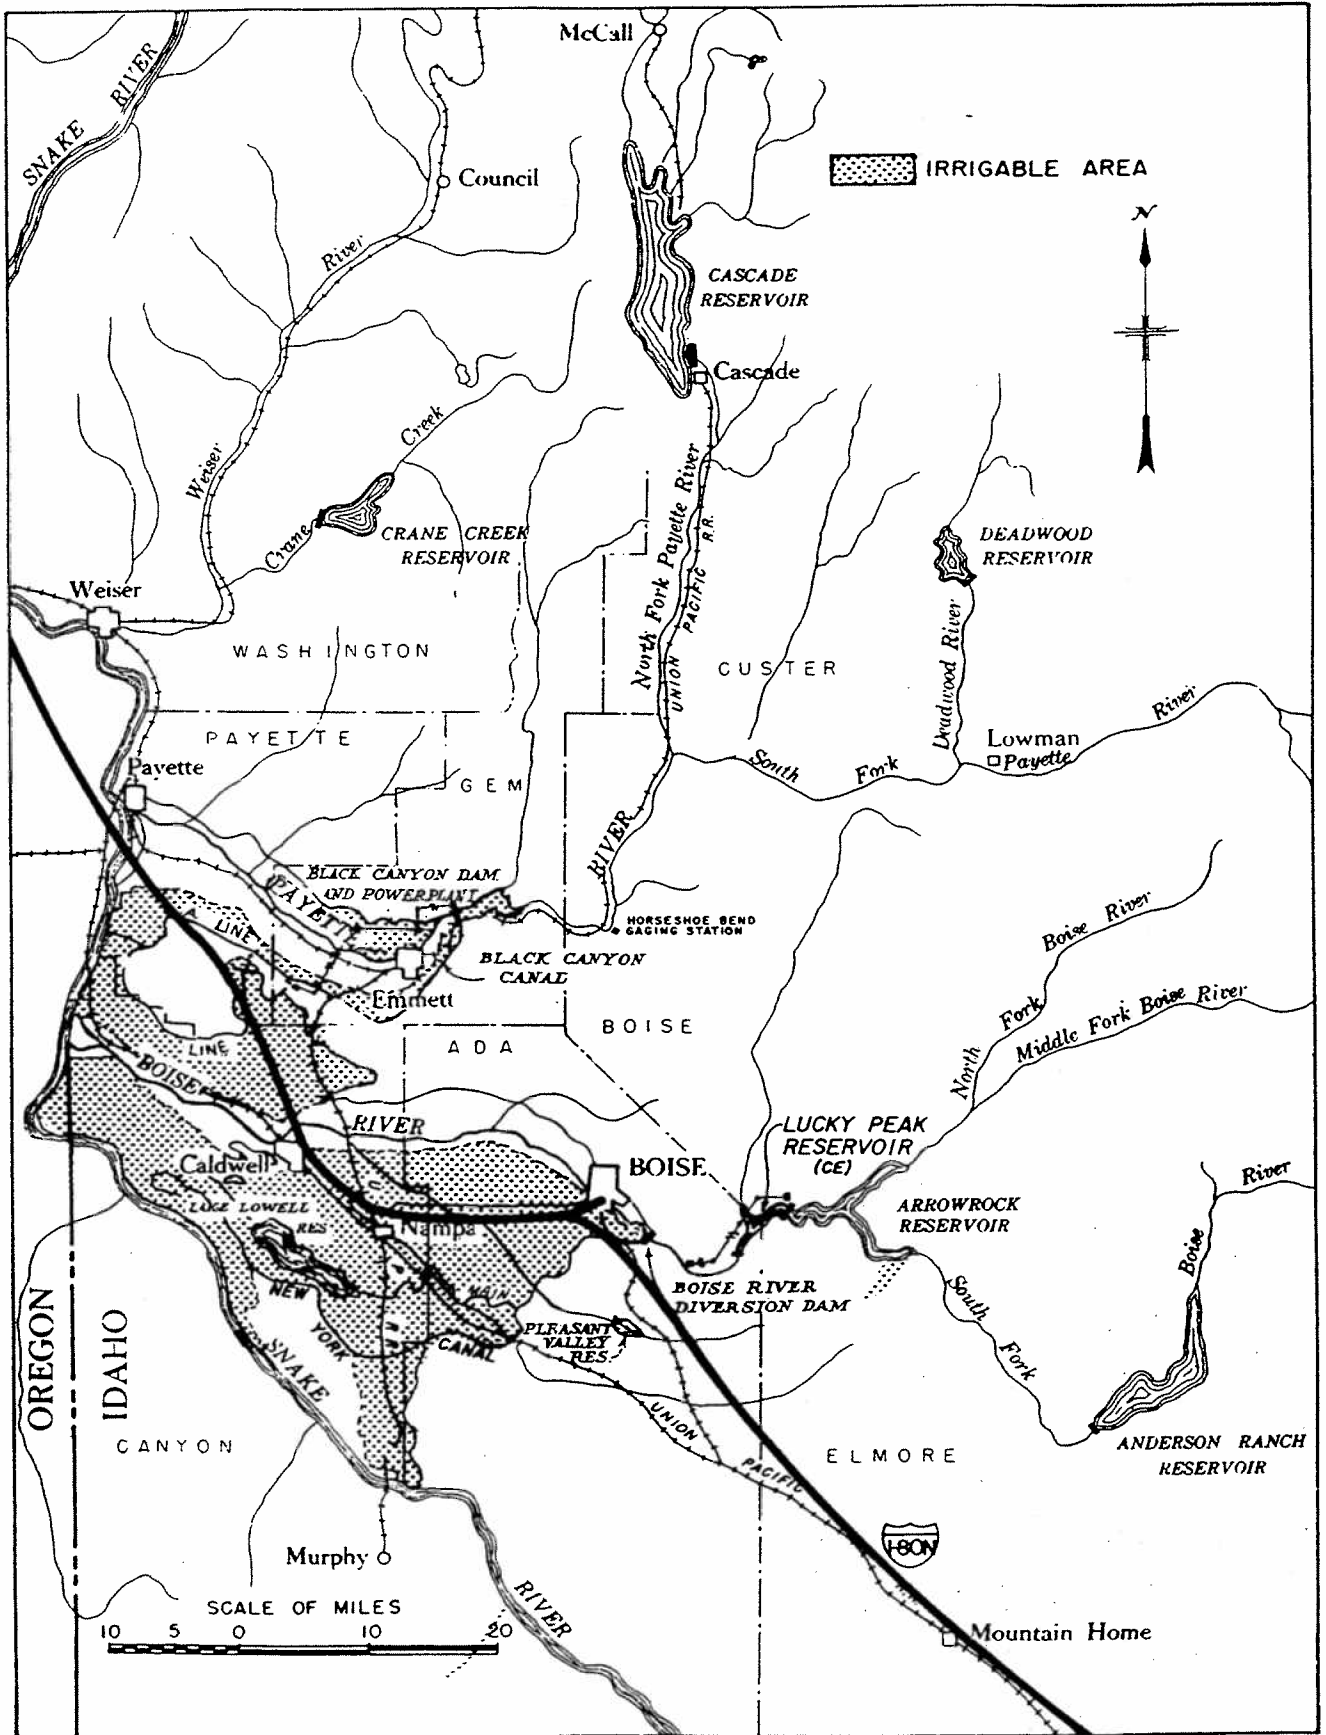 McCall
SNAKE RIVER
IRRIGABLE AREA
Council
N
River
CASCADE
RESERVOIR
Cascade
Creek
Weiser
North Fork Payette River
UNION PACIFIC R.R.
CRANE CREEK
RESERVOIR
Crane
DEADWOOD
RESERVOIR
Weiser
Deadwood River
WASHINGTON
CUSTER
PAYETTE
River
Lowman
Payette
Payette
South Fork
GEM
RIVER
BLACK CANYON DAM
AND POWERPLANT
PAYETTE
A LINE
HORSESHOE BEND
GAGING STATION
Boise River
BLACK CANYON
CANAL
Emmett
North Fork
Middle Fork Boise River
BOISE
ADA
LINE
BOISE
RIVER
LUCKY PEAK
RESERVOIR
(CE)
Caldwell
BOISE
River
LAKE LOWELL
RES
ARROWROCK
RESERVOIR
Nampa
Boise
NEW
MAIN
BOISE RIVER
DIVERSION DAM
South
PLEASANT
VALLEY
RES.
YORK
CANAL
Fork
SNAKE
OREGON
IDAHO
UNION
CANYON
ELMORE
ANDERSON RANCH
RESERVOIR
PACIFIC
I-80N
Murphy
RIVER
SCALE OF MILES
10 5 0 10 20
Mountain Home